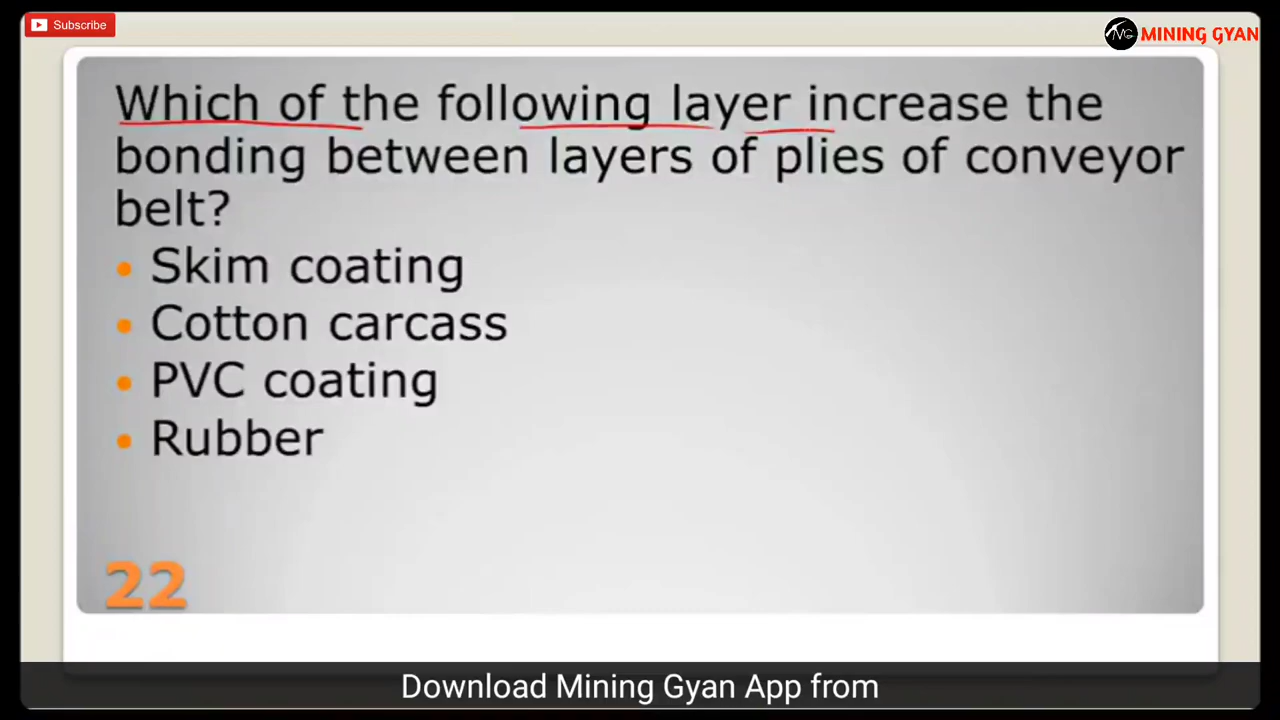 Subscribe
MINING GYAN
Which of the following layer increase the
bonding between layers of plies of conveyor
belt?
Skim coating
Cotton carcass
PVC coating
Rubber
22
Download Mining Gyan App from